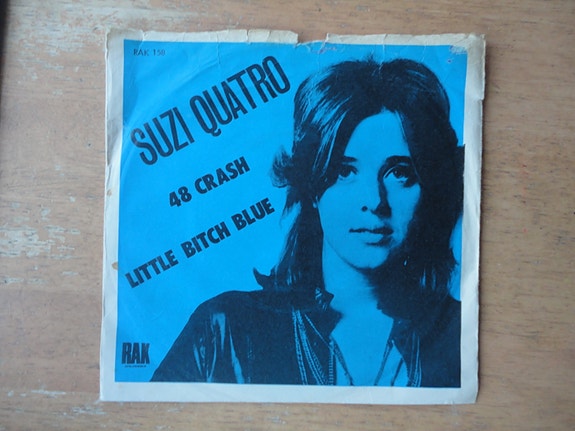 RAK 158
SUZI QUATRO
48 CRASH
LITTLE BITCH BLUE
RAK